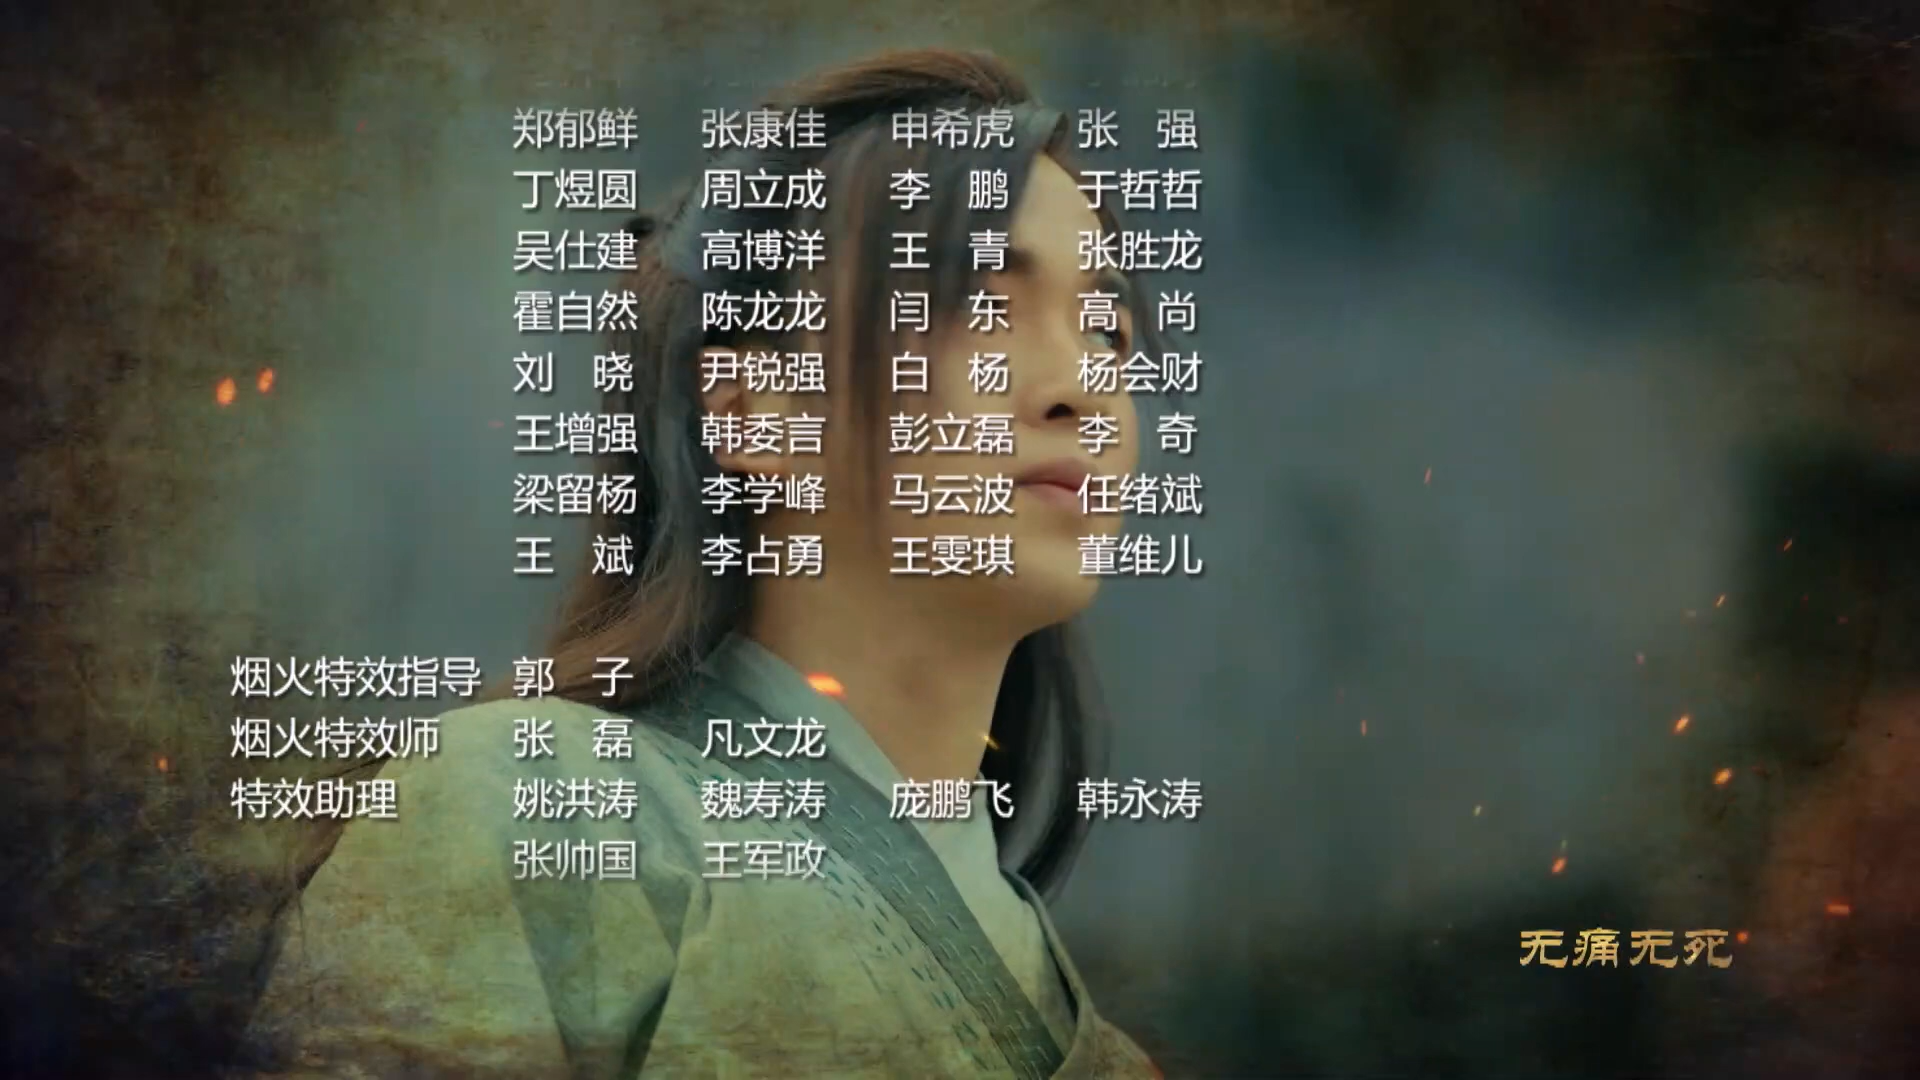 郑郁鲜 张康佳 申希虎 张 强
丁煜圆 周立成 李 鹏 于哲哲
吴仕建 高博洋 王 青 张胜龙
霍自然 陈龙龙 闫 东 高 尚
刘 晓 尹锐强 白 杨 杨会财
王增强 韩委言 彭立磊 李 奇
梁留杨 李学峰 马云波 任绪斌
王 斌 李占勇 王雯琪 董维儿
烟火特效指导 郭 子
烟火特效师 张 磊 凡文龙
特效助理 姚洪涛 魏寿涛 庞鹏飞 韩永涛
张帅国 王军政
无痛无死